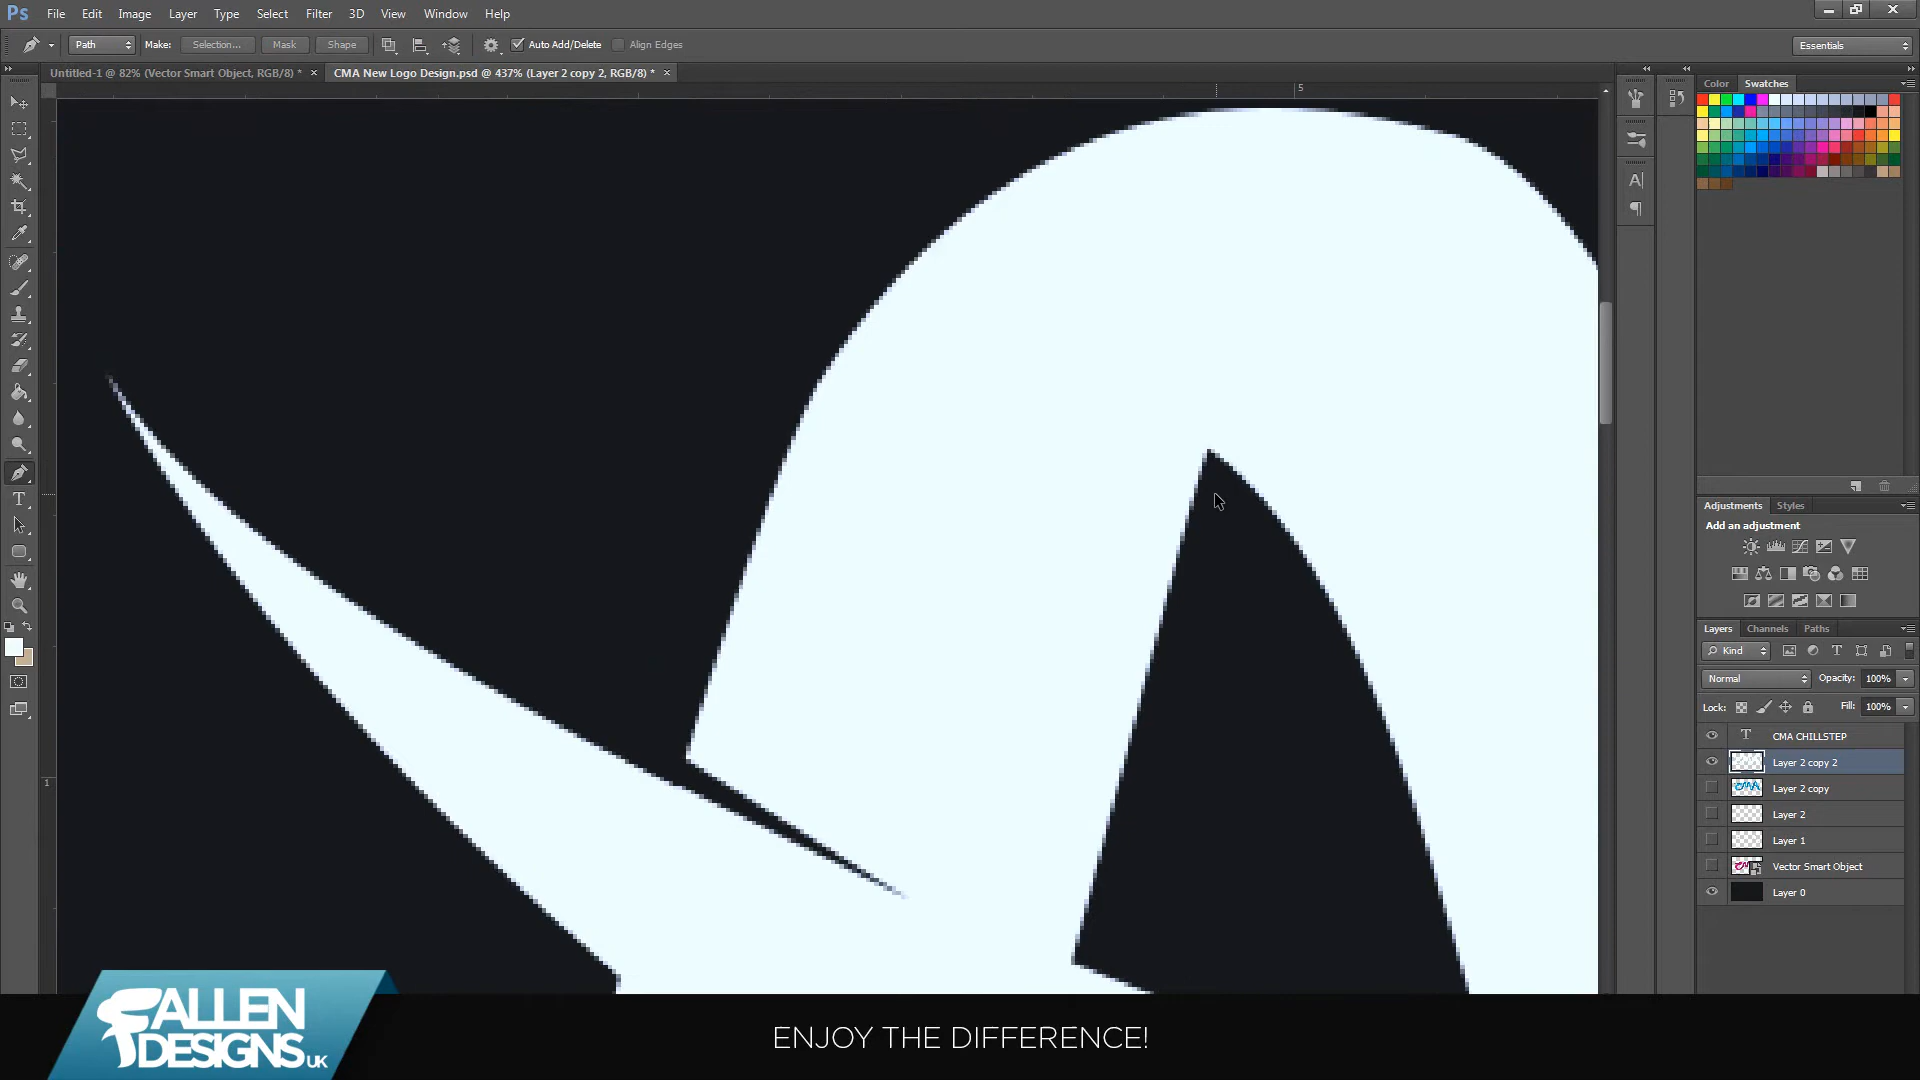 Ps File Edit Image Layer Type Select Filter 3D View Window Help
Path Make: Selection... Mask Shape Auto Add/Delete Align Edges Essentials
Untitled-1 @ 82% (Vector Smart Object, RGB/8) * × CMA New Logo Design.psd @ 437% (Layer 2 copy 2, RGB/8) * ×
5
1
Color Swatches
Adjustments Styles
Add an adjustment
Layers Channels Paths
Kind
Normal Opacity: 100%
Lock: Fill: 100%
T CMA CHILLSTEP
Layer 2 copy 2
Layer 2 copy
Layer 2
Layer 1
Vector Smart Object
Layer 0
FALLEN
DESIGNS UK
ENJOY THE DIFFERENCE!